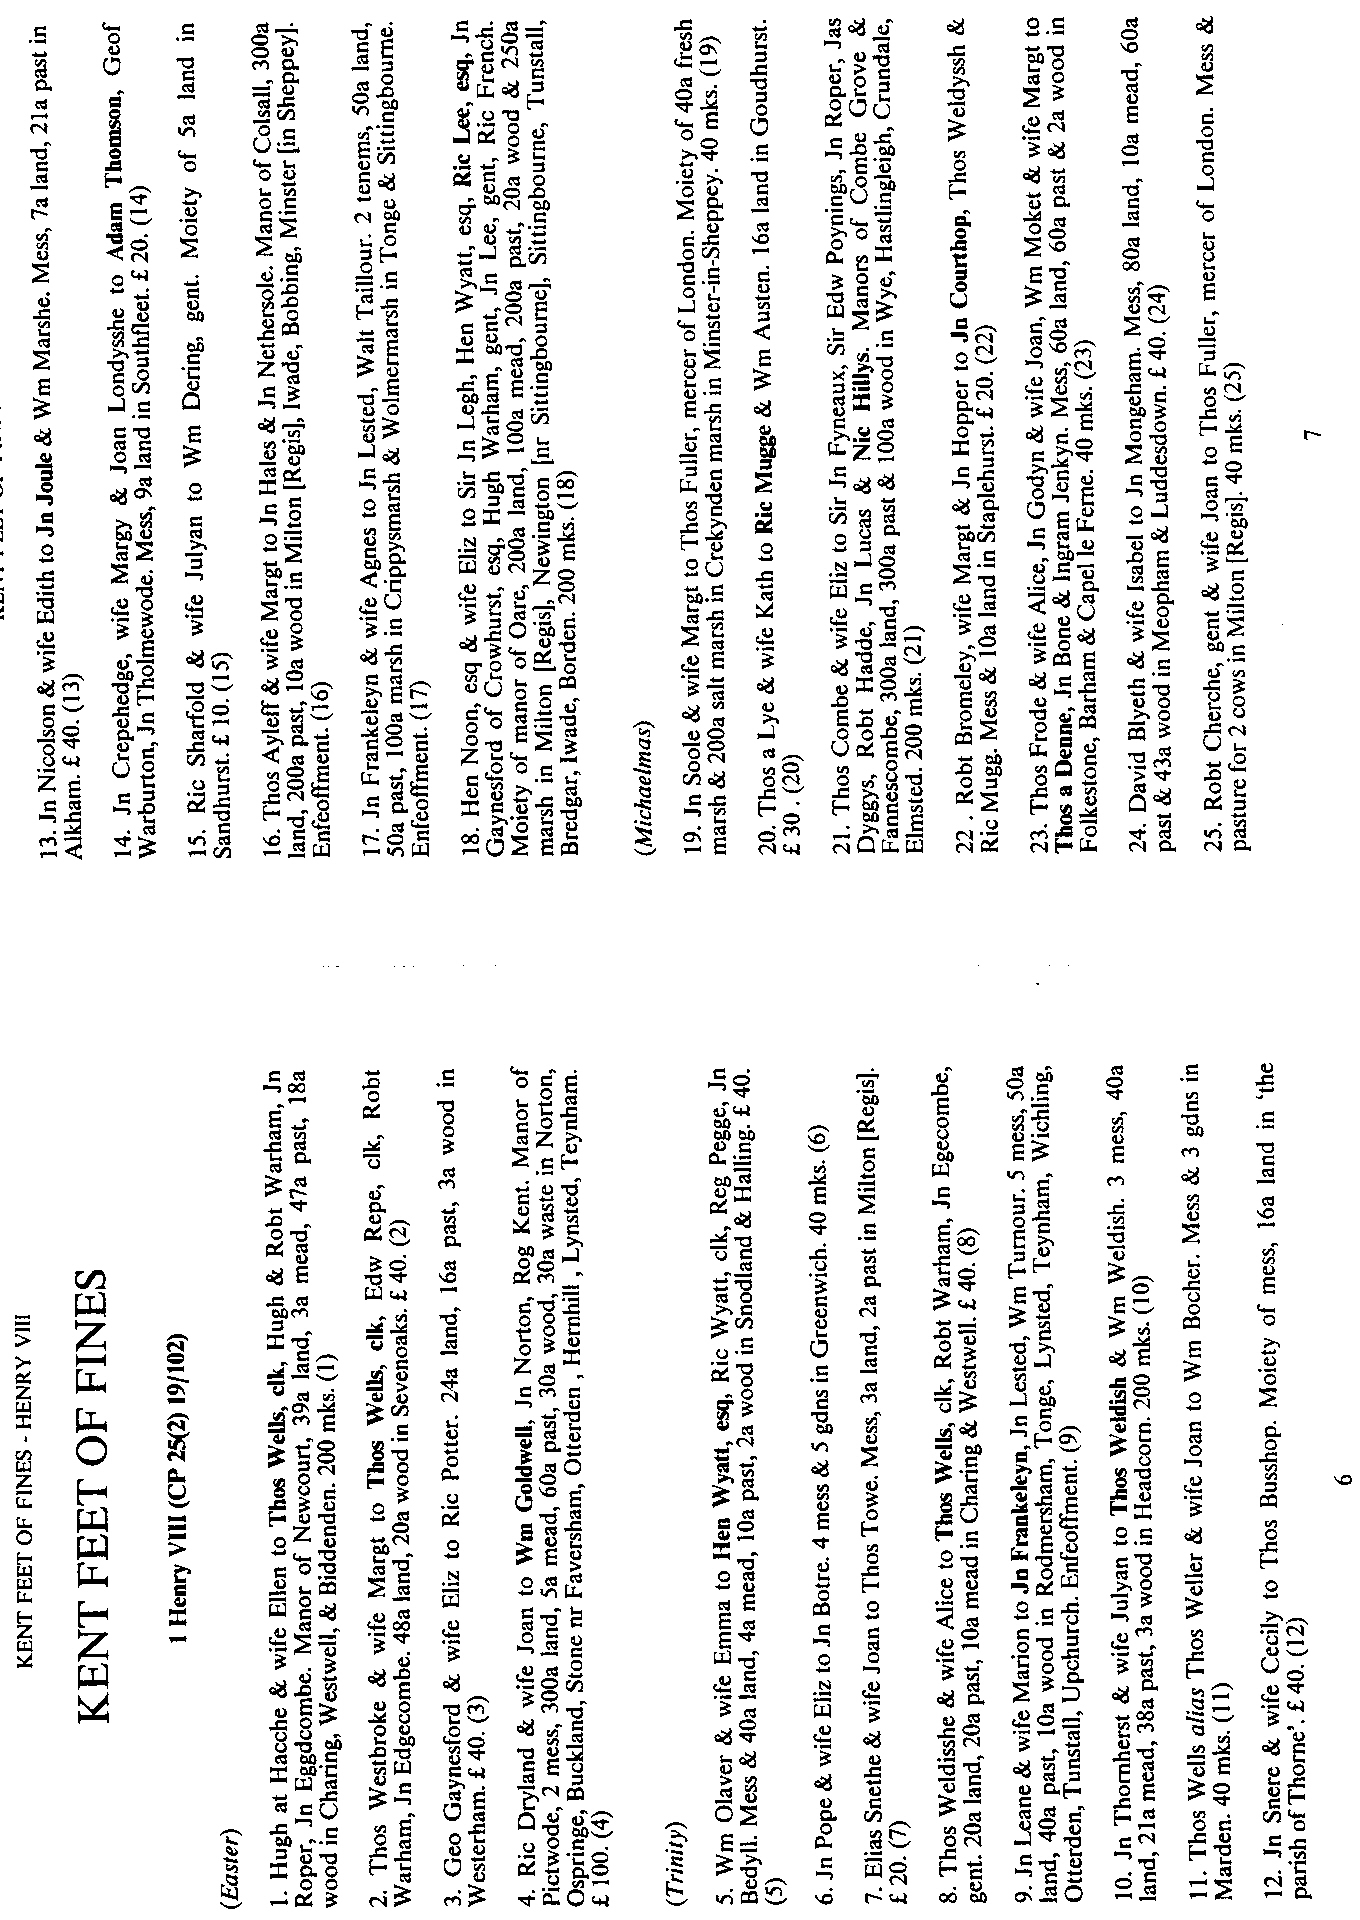 KENT FEET OF FINES - HENRY VIII
KENT FEET OF FINES
1 Henry VIII (CP 25(2) 19/102)
(Easter)
1. Hugh at Hacche & wife Ellen to Thos Wells, clk, Hugh & Robt Warham, Jn
Roper, Jn Eggdcombe. Manor of Newcourt, 39a land, 3a mead, 47a past, 18a
wood in Charing, Westwell, & Biddenden. 200 mks. (1)
2. Thos Westbroke & wife Margt to Thos Wells, clk, Edw Repe, clk, Robt
Warham, Jn Edgecombe. 48a land, 20a wood in Sevenoaks. £ 40. (2)
3. Geo Gaynesford & wife Eliz to Ric Potter. 24a land, 16a past, 3a wood in
Westerham. £ 40. (3)
4. Ric Dryland & wife Joan to Wm Goldwell, Jn Norton, Rog Kent. Manor of
Pictwode, 2 mess, 300a land, 5a mead, 60a past, 30a wood, 30a waste in Norton,
Ospringe, Buckland, Stone nr Faversham, Otterden , Hernhill , Lynsted, Teynham.
£ 100. (4)
(Trinity)
5. Wm Olaver & wife Emma to Hen Wyatt, esq, Ric Wyatt, clk, Reg Pegge, Jn
Bedyll. Mess & 40a land, 4a mead, 10a past, 2a wood in Snodland & Halling. £ 40.
(5)
6. Jn Pope & wife Eliz to Jn Botre. 4 mess & 5 gdns in Greenwich. 40 mks. (6)
7. Elias Snethe & wife Joan to Thos Towe. Mess, 3a land, 2a past in Milton [Regis].
£ 20. (7)
8. Thos Weldisshe & wife Alice to Thos Wells, clk, Robt Warham, Jn Egecombe,
gent. 20a land, 20a past, 10a mead in Charing & Westwell. £ 40. (8)
9. Jn Leane & wife Marion to Jn Frankeleyn, Jn Lested, Wm Turnour. 5 mess, 50a
land, 40a past, 10a wood in Rodmersham, Tonge, Lynsted, Teynham, Wichling,
Otterden, Tunstall, Upchurch. Enfeoffment. (9)
10. Jn Thornherst & wife Julyan to Thos Weldish & Wm Weldish. 3 mess, 40a
land, 21a mead, 38a past, 3a wood in Headcorn. 200 mks. (10)
11. Thos Wells alias Thos Weller & wife Joan to Wm Bocher. Mess & 3 gdns in
Marden. 40 mks. (11)
12. Jn Snere & wife Cecily to Thos Busshop. Moiety of mess, 16a land in 'the
parish of Thorne'. £ 40. (12)
6
13. Jn Nicolson & wife Edith to Jn Joule & Wm Marshe. Mess, 7a land, 21a past in
Alkham. £ 40. (13)
14. Jn Crepehedge, wife Margy & Joan Londysshe to Adam Thomson, Geof
Warburton, Jn Tholmewode. Mess, 9a land in Southfleet. £ 20. (14)
15. Ric Sharfold & wife Julyan to Wm Dering, gent. Moiety of 5a land in
Sandhurst. £ 10. (15)
16. Thos Ayleff & wife Margt to Jn Hales & Jn Nethersole. Manor of Colsall, 300a
land, 200a past, 10a wood in Milton [Regis], Iwade, Bobbing, Minster [in Sheppey].
Enfeoffment. (16)
17. Jn Frankeleyn & wife Agnes to Jn Lested, Walt Taillour. 2 tenems, 50a land,
50a past, 100a marsh in Crippysmarsh & Wolmermarsh in Tonge & Sittingbourne.
Enfeoffment. (17)
18. Hen Noon, esq & wife Eliz to Sir Jn Legh, Hen Wyatt, esq, Ric Lee, esq, Jn
Gaynesford of Crowhurst, esq, Hugh Warham, gent, Jn Lee, gent, Ric French.
Moiety of manor of Oare, 200a land, 100a mead, 200a past, 20a wood & 250a
marsh in Milton [Regis], Newington [nr Sittingbourne], Sittingbourne, Tunstall,
Bredgar, Iwade, Borden. 200 mks. (18)
(Michaelmas)
19. Jn Soole & wife Margt to Thos Fuller, mercer of London. Moiety of 40a fresh
marsh & 200a salt marsh in Crekynden marsh in Minster-in-Sheppey. 40 mks. (19)
20. Thos a Lye & wife Kath to Ric Mugge & Wm Austen. 16a land in Goudhurst.
£ 30 . (20)
21. Thos Combe & wife Eliz to Sir Jn Fyneaux, Sir Edw Poynings, Jn Roper, Jas
Dyggys, Robt Hadde, Jn Lucas & Nic Hillys. Manors of Combe Grove &
Fannescombe, 300a land, 300a past & 100a wood in Wye, Hastlingleigh, Crundale,
Elmsted. 200 mks. (21)
22 . Robt Bromeley, wife Margt & Jn Hopper to Jn Courthop, Thos Weldyssh &
Ric Mugg. Mess & 10a land in Staplehurst. £ 20. (22)
23. Thos Frode & wife Alice, Jn Godyn & wife Joan, Wm Moket & wife Margt to
Thos a Denne, Jn Bone & Ingram Jenkyn. Mess, 60a land, 60a past & 2a wood in
Folkestone, Barham & Capel le Ferne. 40 mks. (23)
24. David Blyeth & wife Isabel to Jn Mongeham. Mess, 80a land, 10a mead, 60a
past & 43a wood in Meopham & Luddesdown. £ 40. (24)
25. Robt Cherche, gent & wife Joan to Thos Fuller, mercer of London. Mess &
pasture for 2 cows in Milton [Regis]. 40 mks. (25)
7